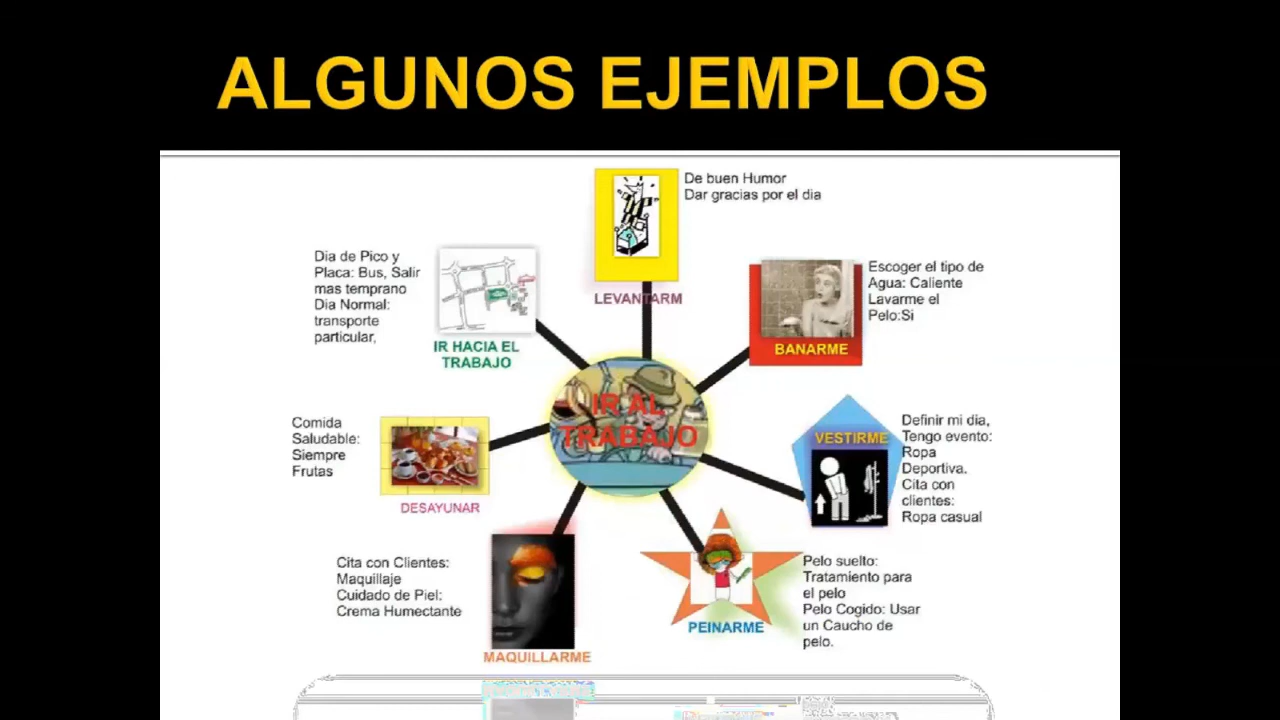 ALGUNOS EJEMPLOS
De buen Humor
Dar gracias por el dia
LEVANTARM
Escoger el tipo de
Agua: Caliente
Lavarme el
Pelo:Si
BANARME
Definir mi día,
Tengo evento:
Ropa
Deportiva.
Cita con
clientes:
Ropa casual
VESTIRME
Pelo suelto:
Tratamiento para
el pelo
Pelo Cogido: Usar
un Caucho de
pelo.
PEINARME
Cita con Clientes:
Maquillaje
Cuidado de Piel:
Crema Humectante
MAQUILLARME
Comida
Saludable:
Siempre
Frutas
DESAYUNAR
Dia de Pico y
Placa: Bus, Salir
mas temprano
Dia Normal:
transporte
particular,
IR HACIA EL
TRABAJO
IR AL
TRABAJO